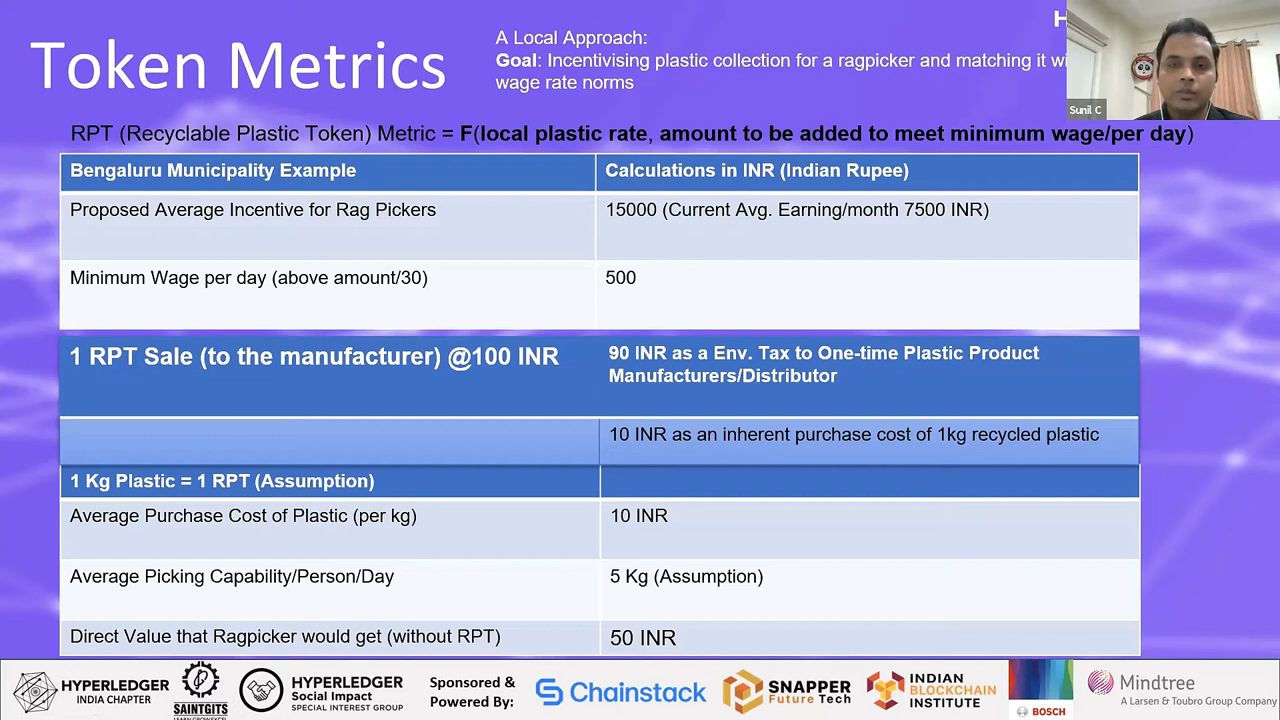 Token Metrics
A Local Approach:
Goal: Incentivising plastic collection for a ragpicker and matching it
wage rate norms
H
Sunil C
RPT (Recyclable Plastic Token) Metric = F(local plastic rate, amount to be added to meet minimum wage/per day)
Bengaluru Municipality Example
Calculations in INR (Indian Rupee)
Proposed Average Incentive for Rag Pickers
15000 (Current Avg. Earning/month 7500 INR)
Minimum Wage per day (above amount/30)
500
1 RPT Sale (to the manufacturer) @100 INR
90 INR as a Env. Tax to One-time Plastic Product
Manufacturers/Distributor
10 INR as an inherent purchase cost of 1kg recycled plastic
1 Kg Plastic = 1 RPT (Assumption)
Average Purchase Cost of Plastic (per kg)
10 INR
Average Picking Capability/Person/Day
5 Kg (Assumption)
Direct Value that Ragpicker would get (without RPT)
50 INR
HYPERLEDGER
INDIA CHAPTER
SAINTGITS
LEARN.GROW.EXCEL
HYPERLEDGER
Social Impact
SPECIAL INTEREST GROUP
Sponsored &
Powered By:
Chainstack
SNAPPER
Future Tech
INDIAN
BLOCKCHAIN
INSTITUTE
BOSCH
Mindtree
A Larsen & Toubro Group Company